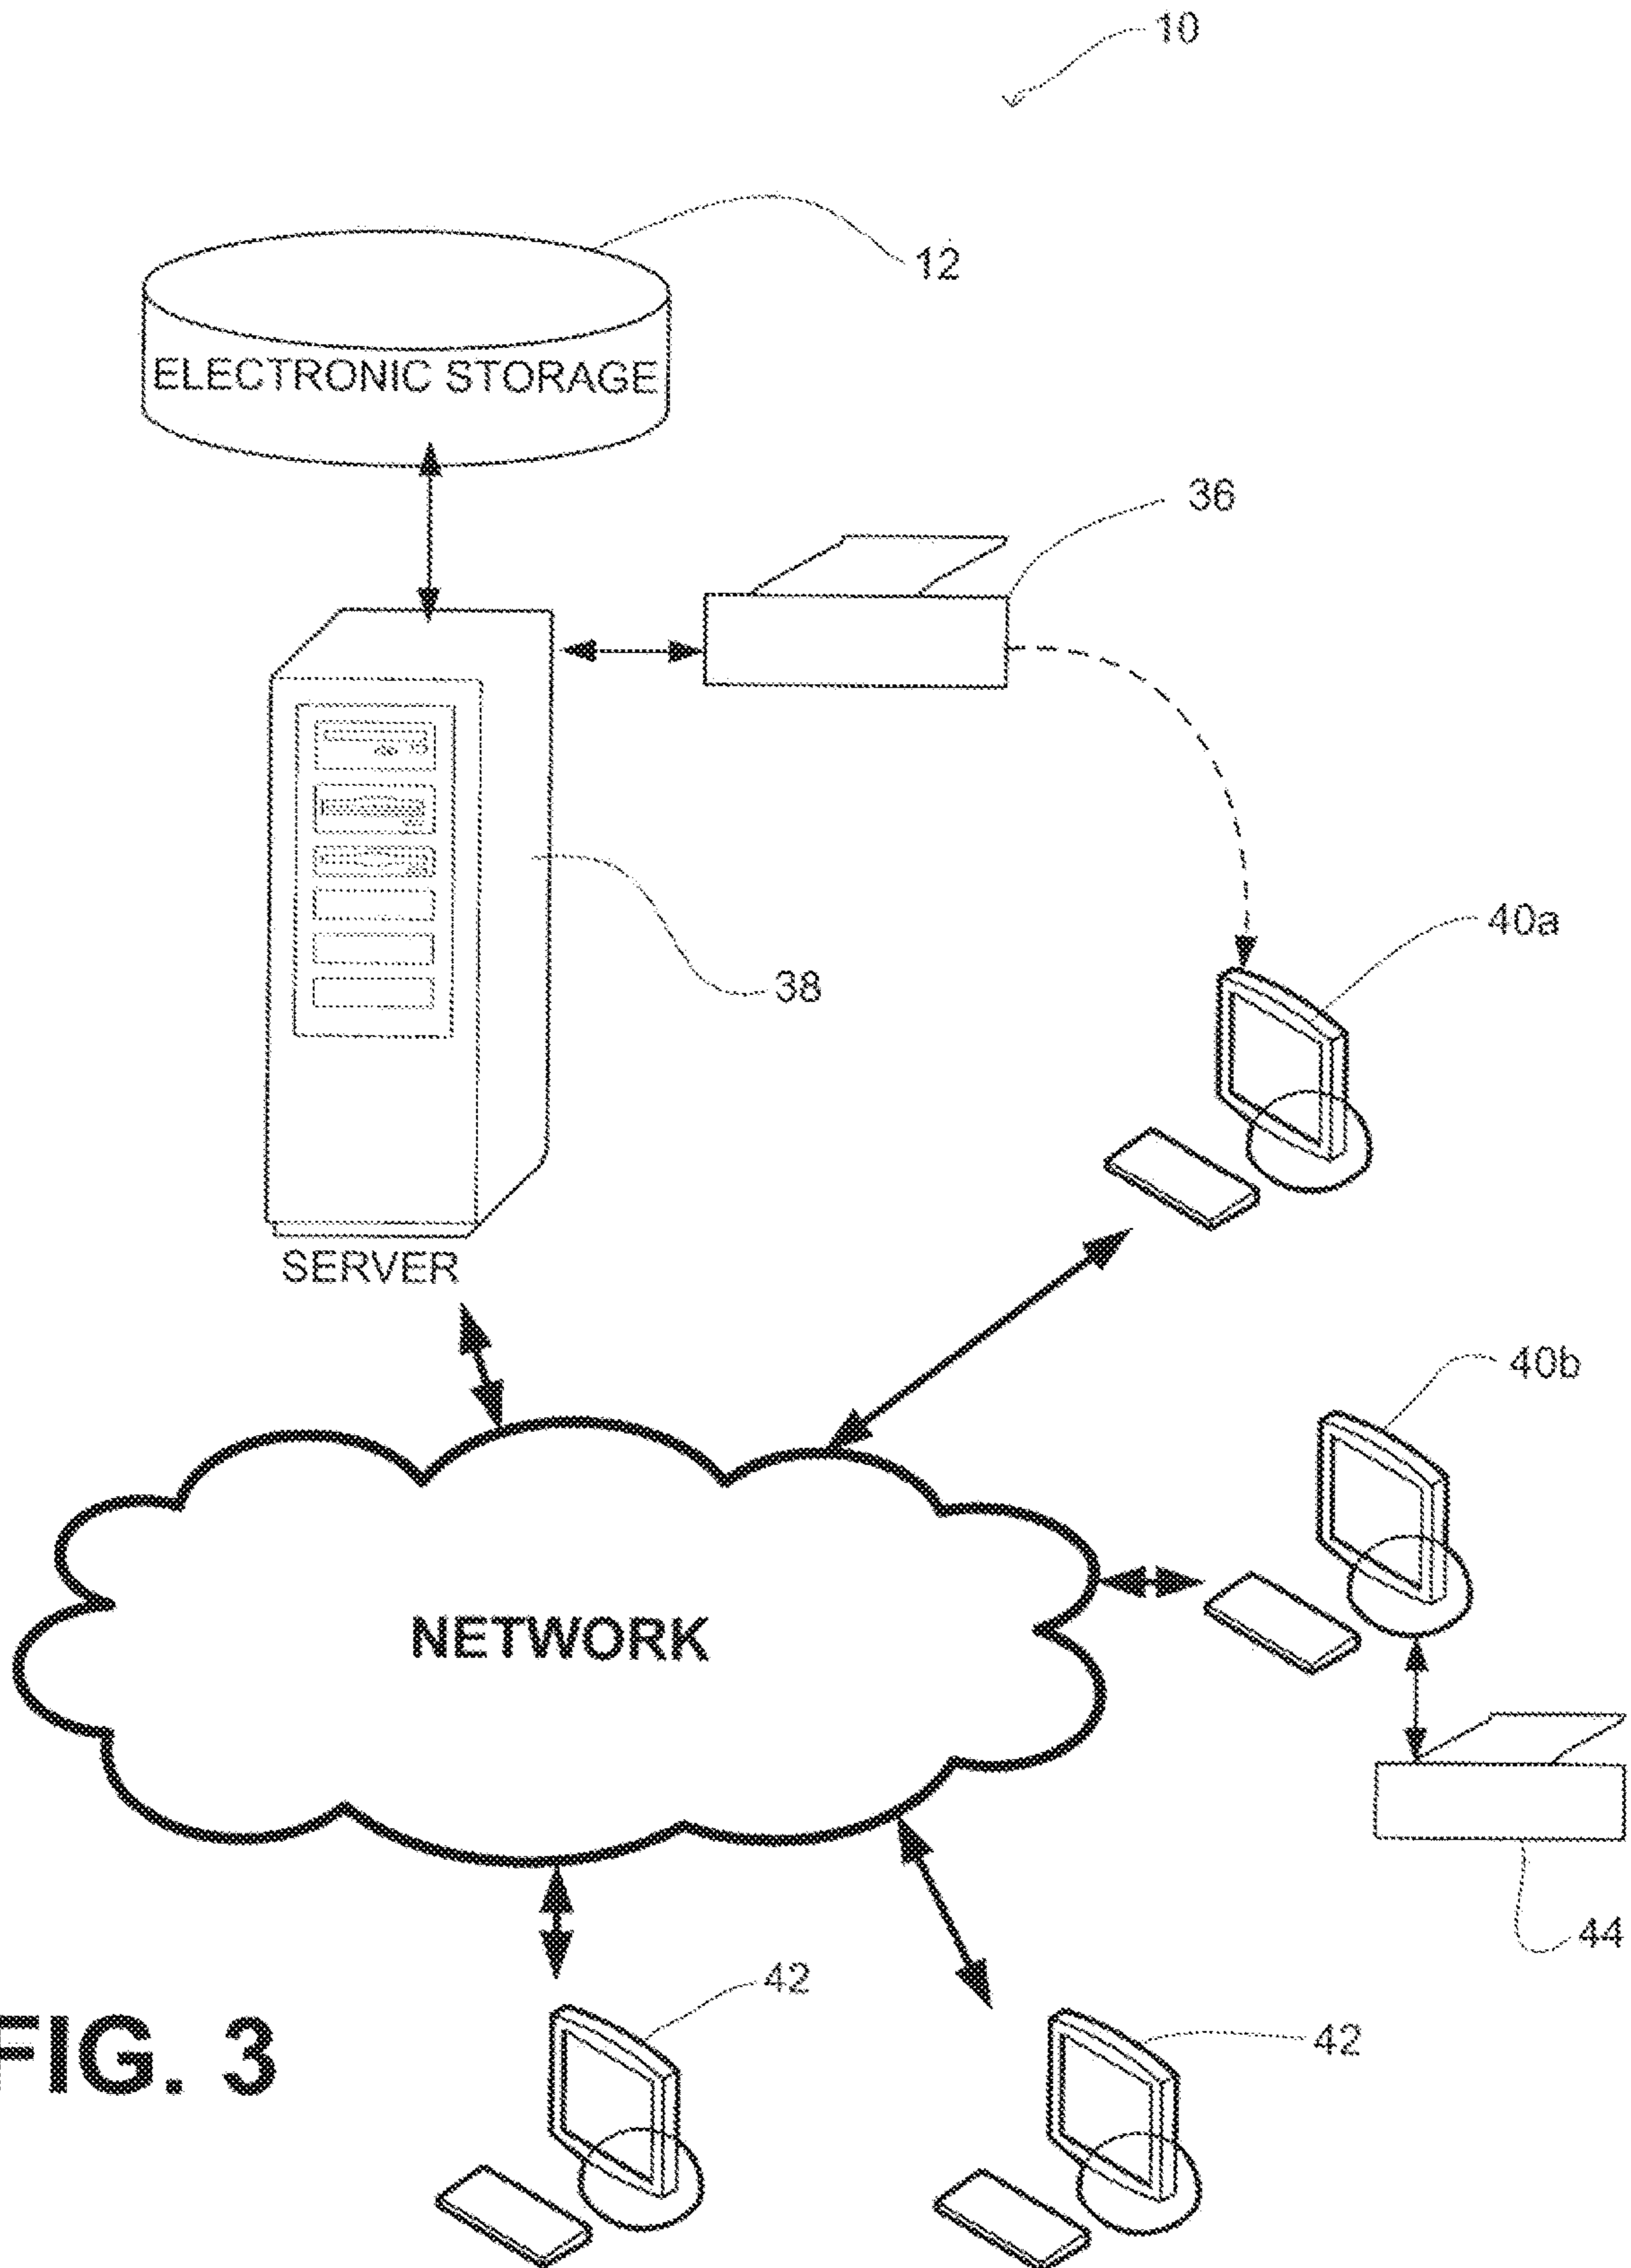 10
12
ELECTRONIC STORAGE
36
40a
38
SERVER
40b
NETWORK
44
42
42
FIG. 3